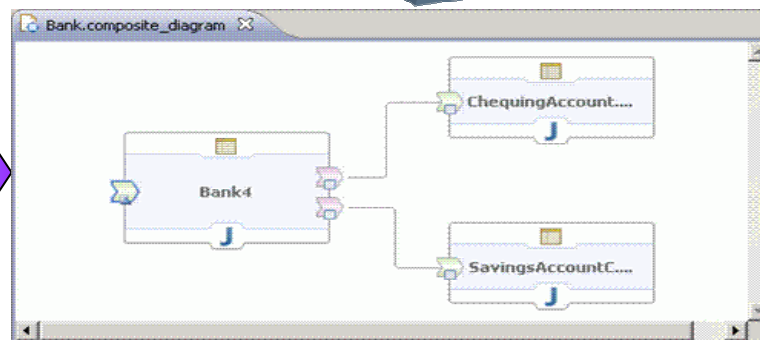 Bank.composite_diagram
ChequingAccount....
J
Bank4
J
SavingsAccountC....
J